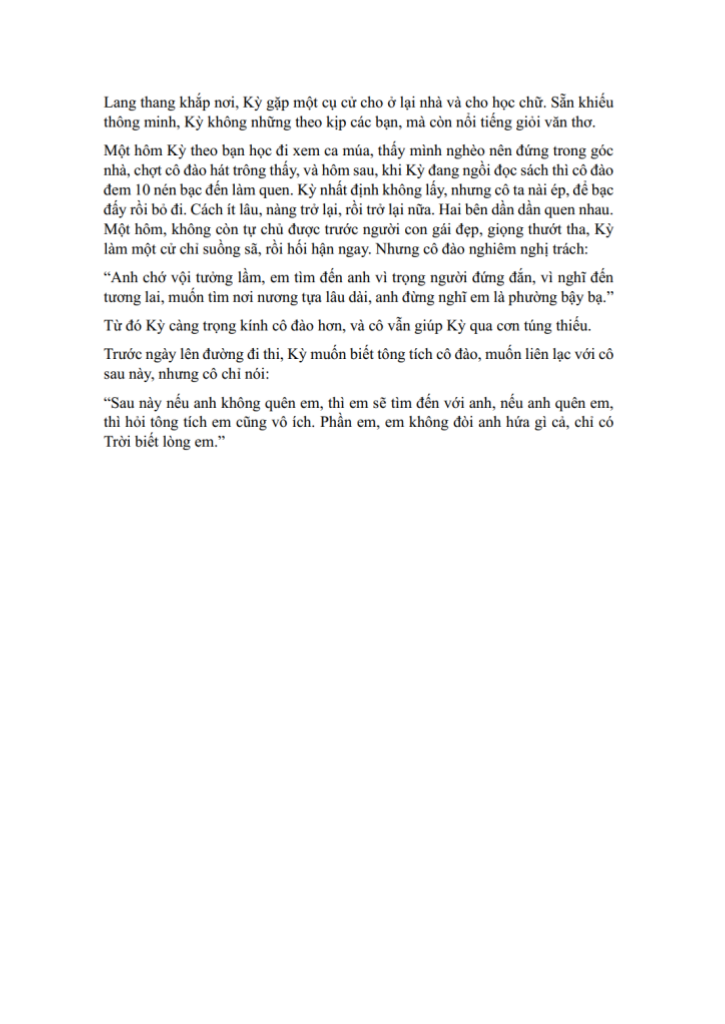 Lang thang khắp nơi, Kỳ gặp một cụ cử cho ở lại nhà và cho học chữ. Sẵn khiếu
thông minh, Kỳ không những theo kịp các bạn, mà còn nổi tiếng giỏi văn thơ.
Một hôm Kỳ theo bạn học đi xem ca múa, thấy mình nghèo nên đứng trong góc
nhà, chợt cô đào hát trông thấy, và hôm sau, khi Kỳ đang ngồi đọc sách thì cô đào
đem 10 nén bạc đến làm quen. Kỳ nhất định không lấy, nhưng cô ta nài ép, để bạc
đấy rồi bỏ đi. Cách ít lâu, nàng trở lại, rồi trở lại nữa. Hai bên dần dần quen nhau.
Một hôm, không còn tự chủ được trước người con gái đẹp, giọng thướt tha, Kỳ
làm một cử chỉ suồng sã, rồi hối hận ngay. Nhưng cô đào nghiêm nghị trách:
“Anh chớ vội tưởng lầm, em tìm đến anh vì trọng người đứng đắn, vì nghĩ đến
tương lai, muốn tìm nơi nương tựa lâu dài, anh đừng nghĩ em là phường bậy bạ.”
Từ đó Kỳ càng trọng kính cô đào hơn, và cô vẫn giúp Kỳ qua cơn túng thiếu.
Trước ngày lên đường đi thi, Kỳ muốn biết tông tích cô đào, muốn liên lạc với cô
sau này, nhưng cô chỉ nói:
“Sau này nếu anh không quên em, thì em sẽ tìm đến với anh, nếu anh quên em,
thì hỏi tông tích em cũng vô ích. Phần em, em không đòi anh hứa gì cả, chỉ có
Trời biết lòng em.”